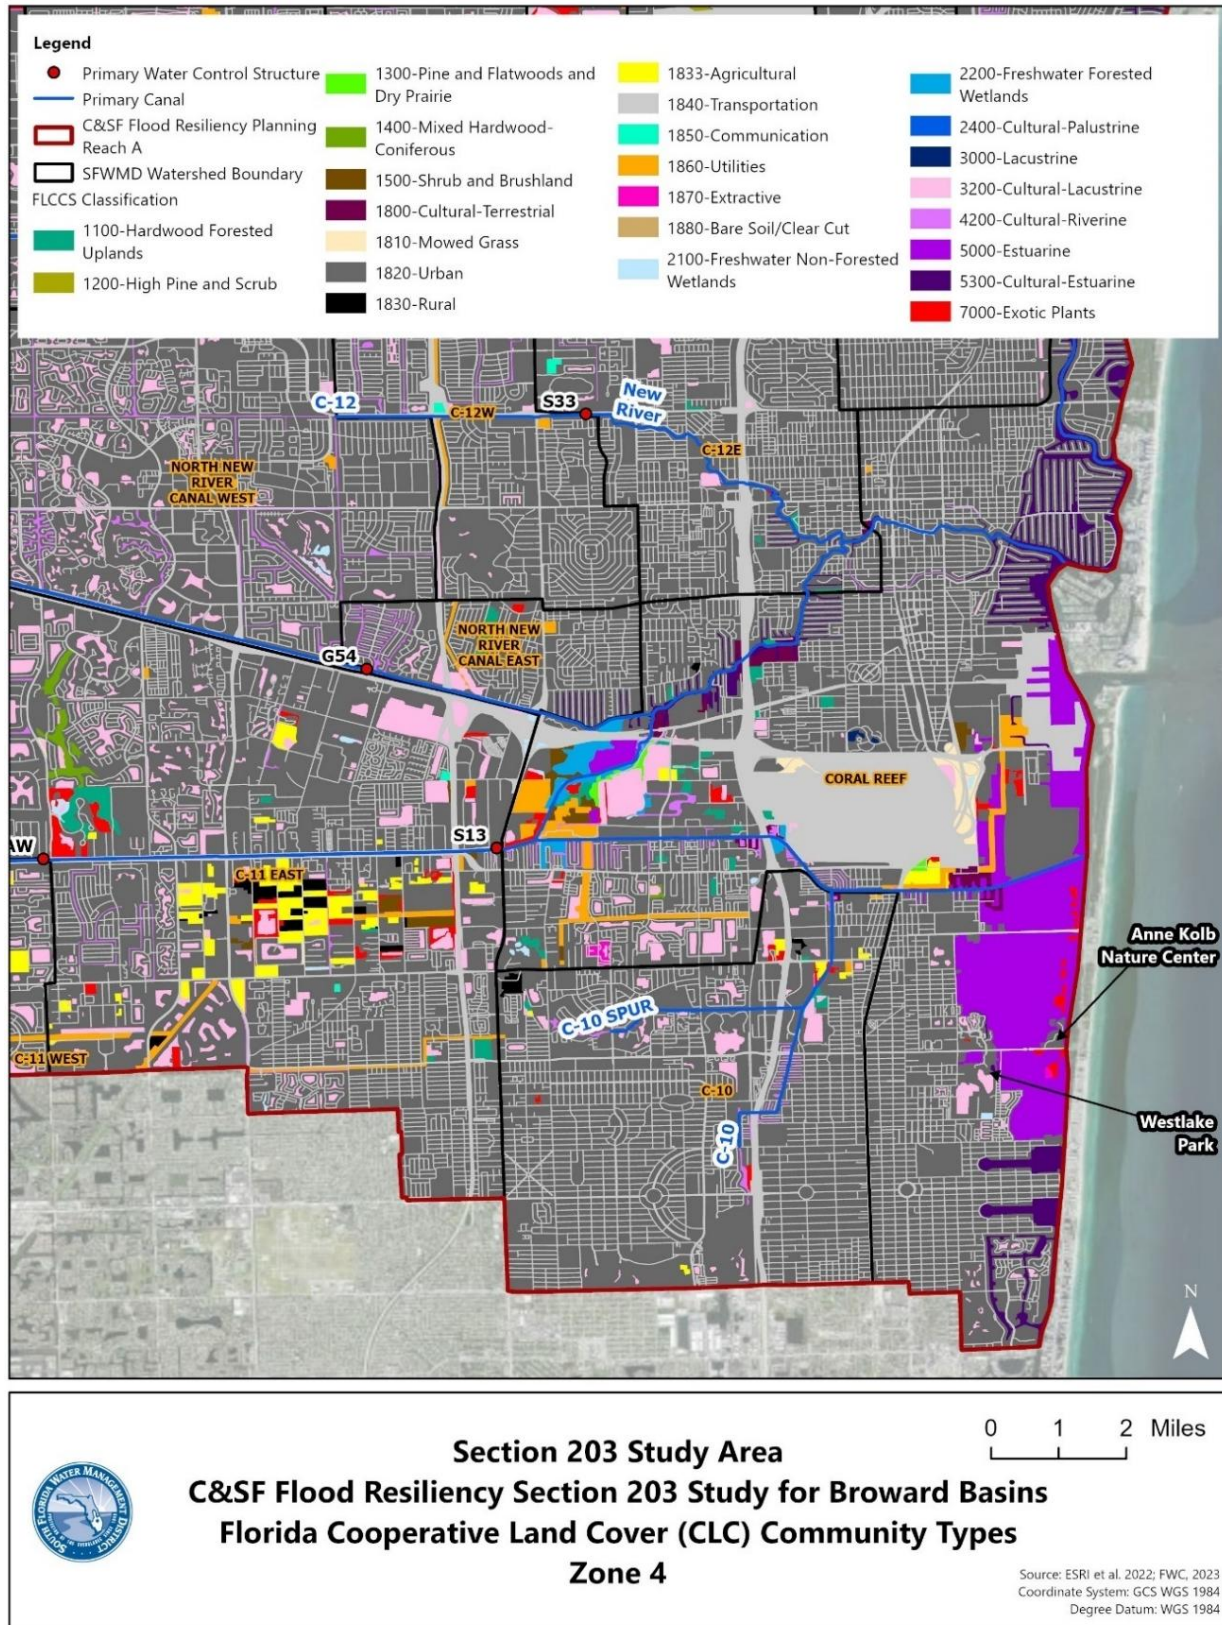 Legend
Primary Water Control Structure
Primary Canal
C&SF Flood Resiliency Planning
Reach A
SFWMD Watershed Boundary
FLCCS Classification
1100-Hardwood Forested
Uplands
1200-High Pine and Scrub
1300-Pine and Flatwoods and
Dry Prairie
1400-Mixed Hardwood-
Coniferous
1500-Shrub and Brushland
1800-Cultural-Terrestrial
1810-Mowed Grass
1820-Urban
1830-Rural
1833-Agricultural
1840-Transportation
1850-Communication
1860-Utilities
1870-Extractive
1880-Bare Soil/Clear Cut
2100-Freshwater Non-Forested
Wetlands
2200-Freshwater Forested
Wetlands
2400-Cultural-Palustrine
3000-Lacustrine
3200-Cultural-Lacustrine
4200-Cultural-Riverine
5000-Estuarine
5300-Cultural-Estuarine
7000-Exotic Plants
C-12
C-12W
S33
New
River
C-12E
NORTH NEW
RIVER
CANAL WEST
G54
NORTH NEW
RIVER
CANAL EAST
CORAL REEF
S13
AW
C-11 EAST
Anne Kolb
Nature Center
C-10 SPUR
C-11 WEST
C-10
C-10
Westlake
Park
N
0 1 2 Miles
Section 203 Study Area
C&SF Flood Resiliency Section 203 Study for Broward Basins
Florida Cooperative Land Cover (CLC) Community Types
Zone 4
SOUTH FLORIDA WATER MANAGEMENT DISTRICT
Source: ESRI et al. 2022; FWC, 2023
Coordinate System: GCS WGS 1984
Degree Datum: WGS 1984